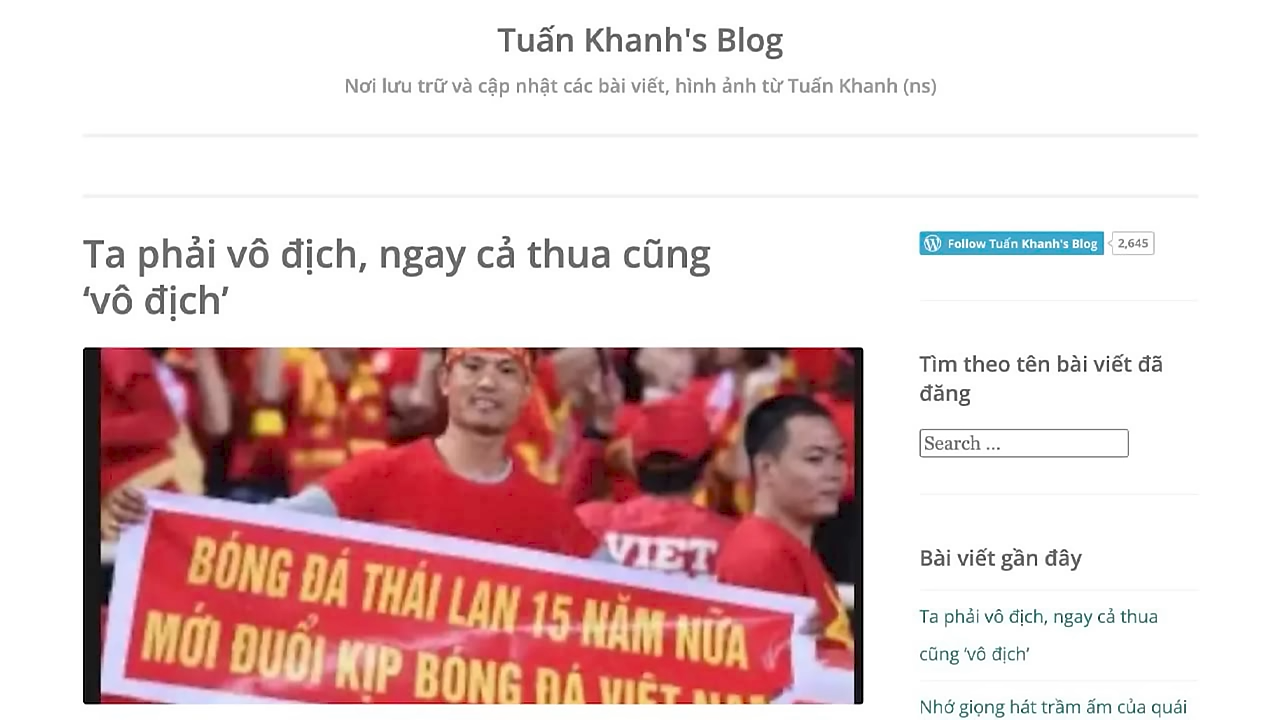 Tuấn Khanh's Blog
Nơi lưu trữ và cập nhật các bài viết, hình ảnh từ Tuấn Khanh (ns)
Ta phải vô địch, ngay cả thua cũng
‘vô địch’
VIET
BÓNG ĐÁ THÁI LAN 15 NĂM NỮA
MỚI ĐUỔI KỊP BÓNG ĐÁ VIỆT NAM
Follow Tuấn Khanh's Blog 2,645
Tìm theo tên bài viết đã
đăng
Search ...
Bài viết gần đây
Ta phải vô địch, ngay cả thua
cũng ‘vô địch’
Nhớ giọng hát trầm ấm của quái